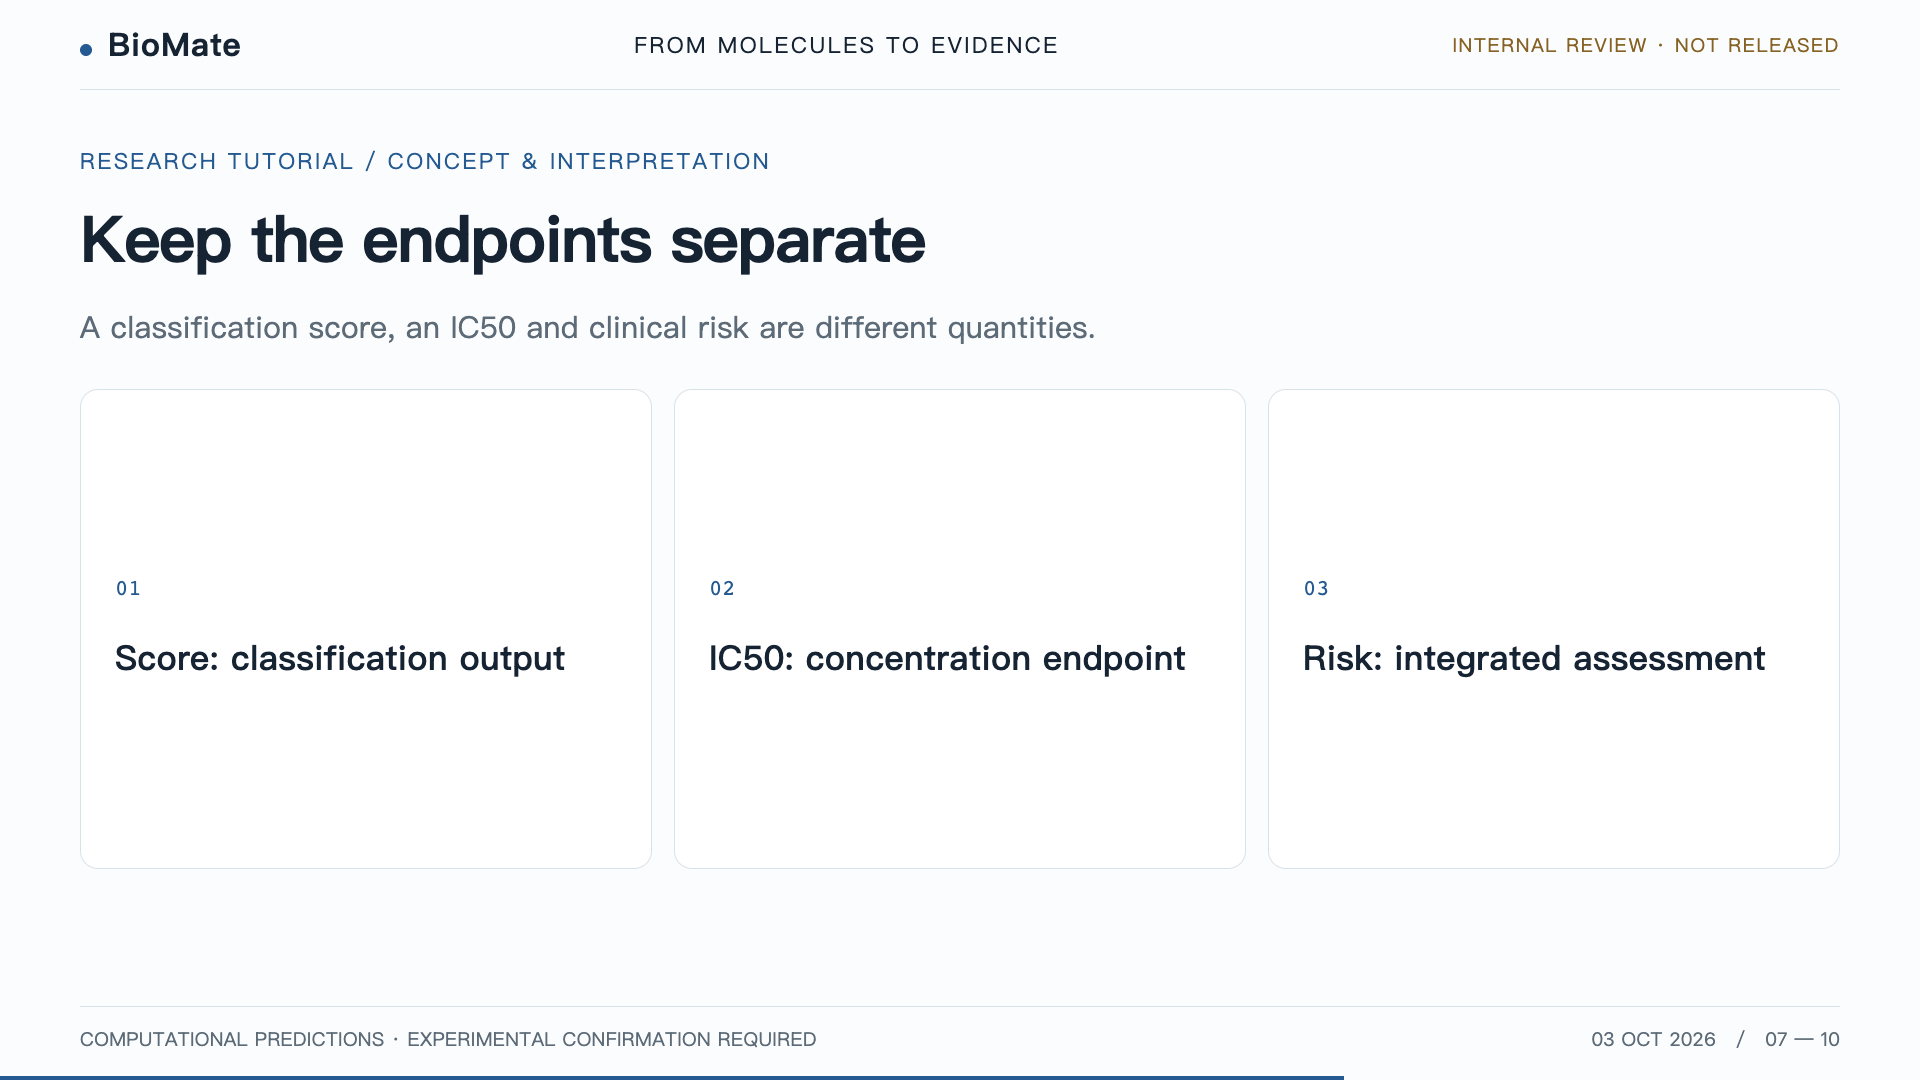 BioMate
FROM MOLECULES TO EVIDENCE
INTERNAL REVIEW · NOT RELEASED
RESEARCH TUTORIAL / CONCEPT & INTERPRETATION
Keep the endpoints separate
A classification score, an IC50 and clinical risk are different quantities.
01
Score: classification output
02
IC50: concentration endpoint
03
Risk: integrated assessment
COMPUTATIONAL PREDICTIONS · EXPERIMENTAL CONFIRMATION REQUIRED
03 OCT 2026 / 07 — 10